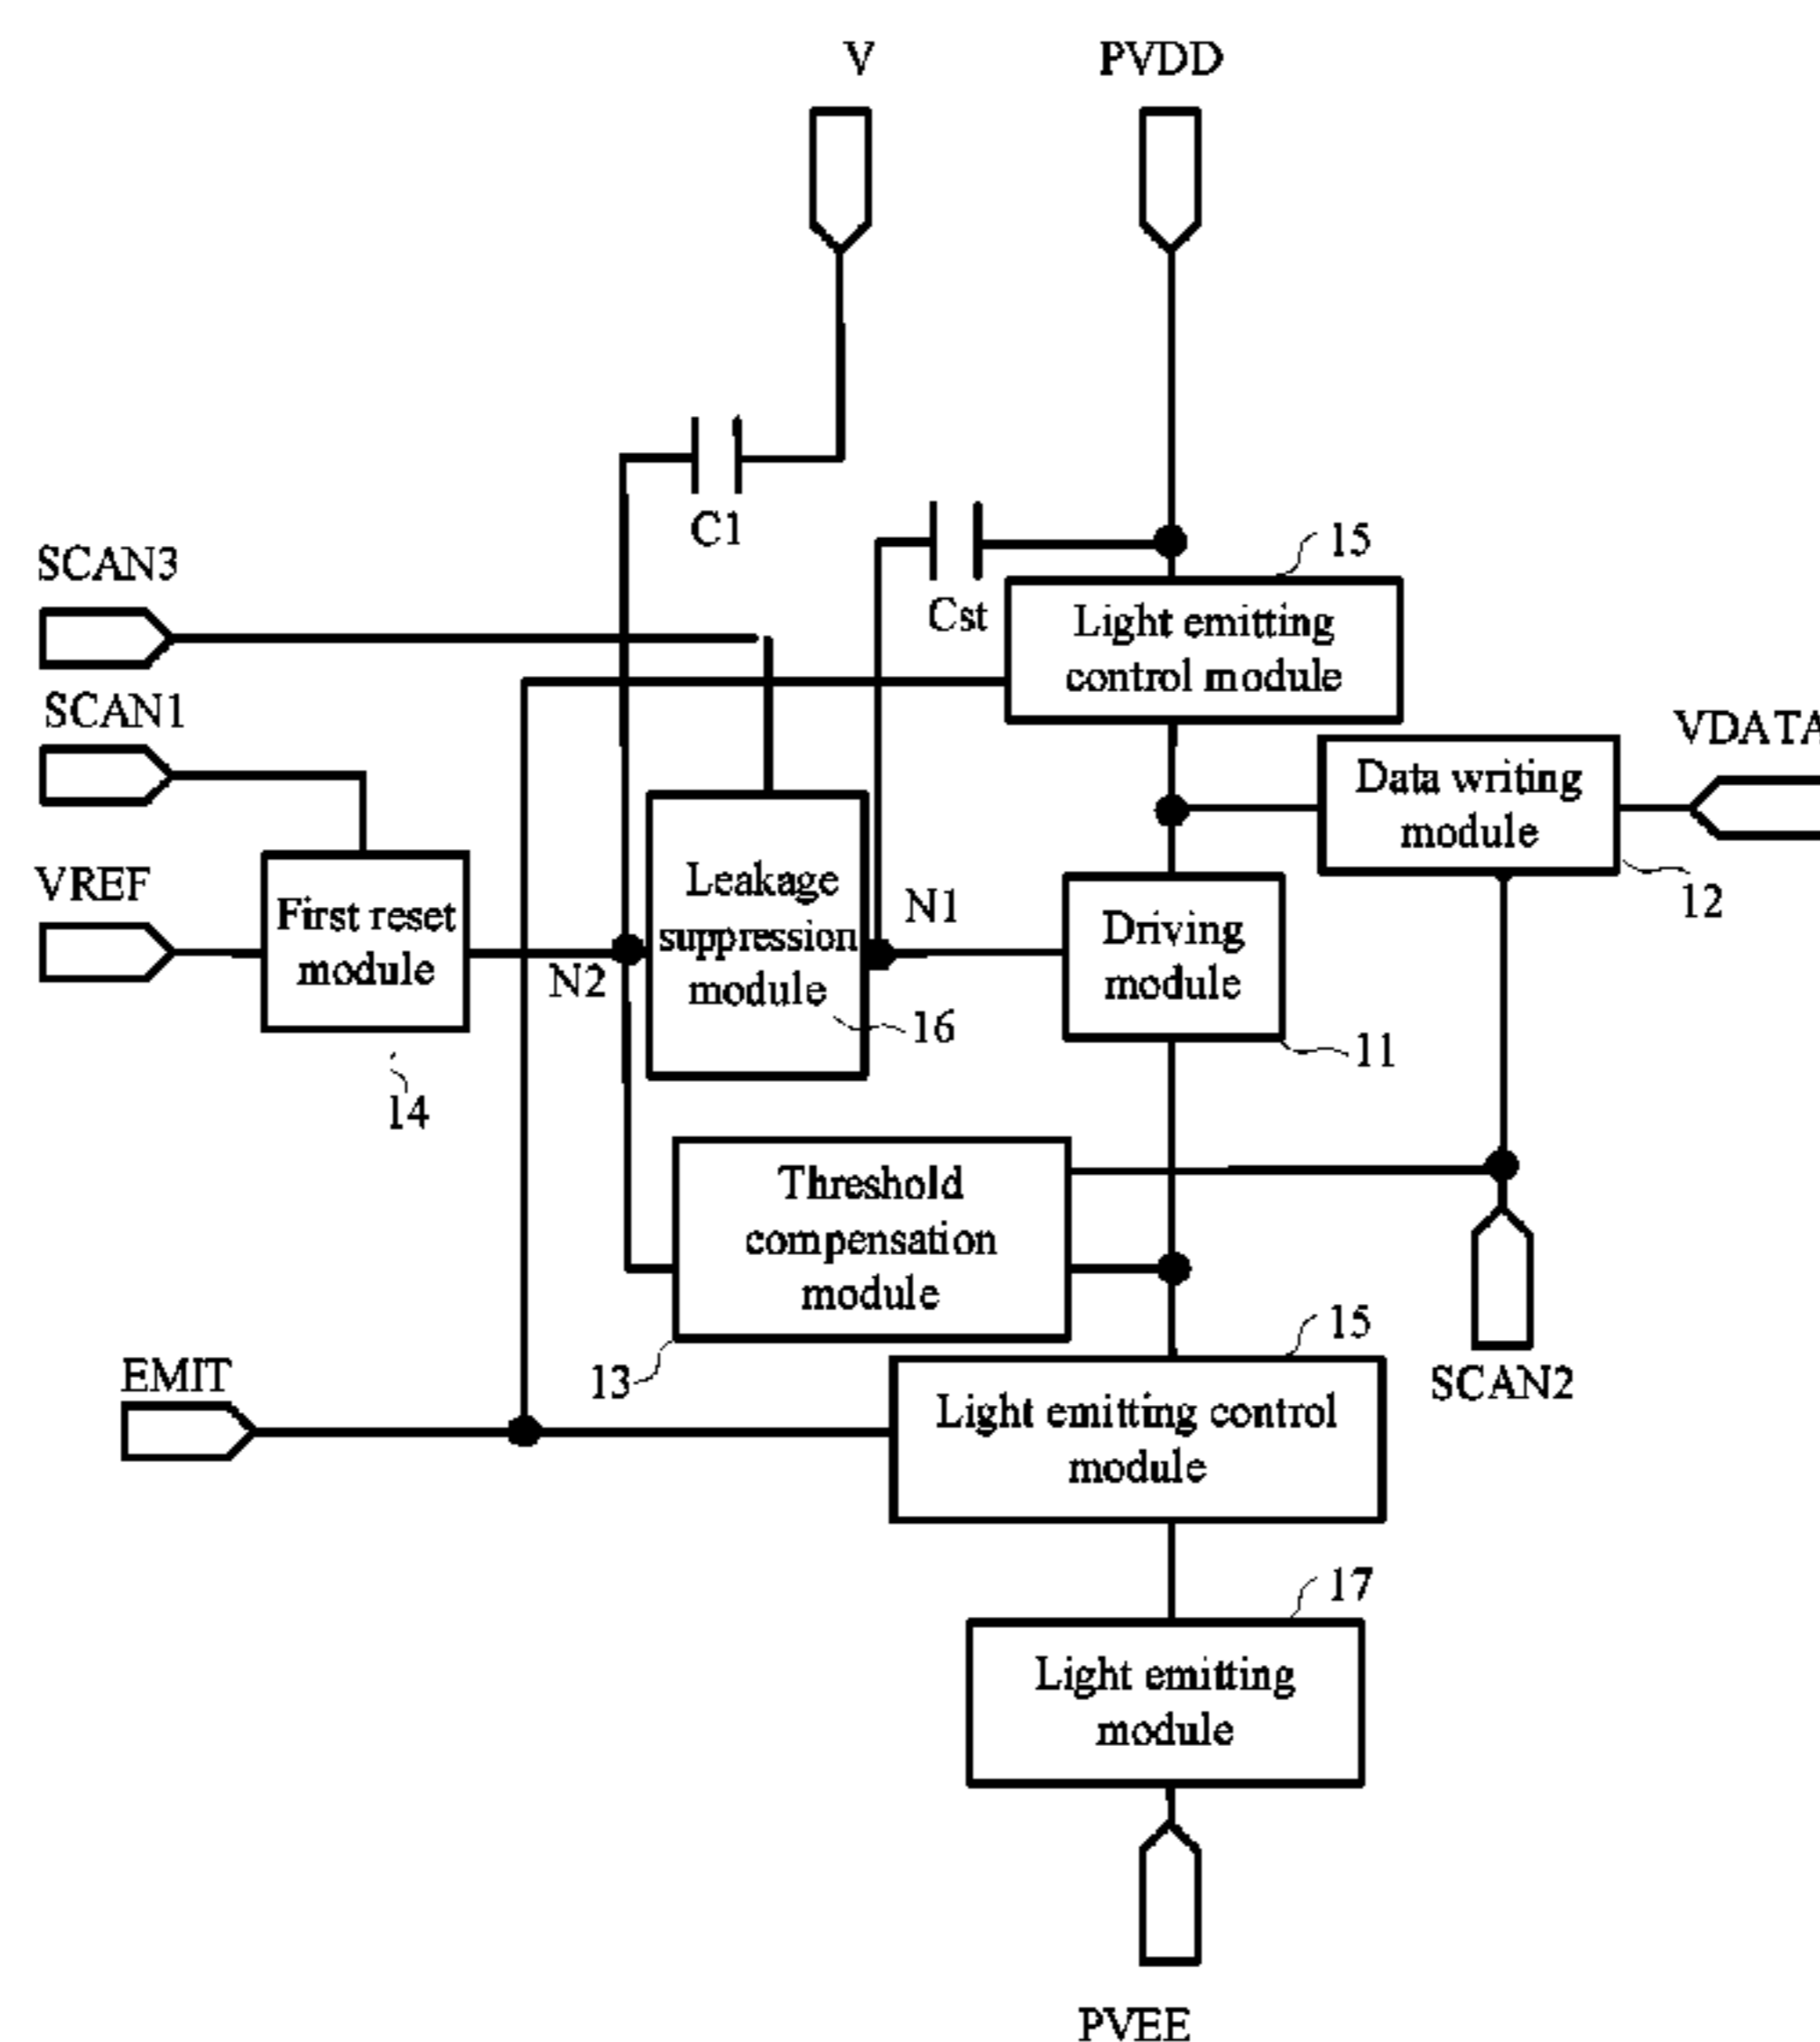 V
PVDD
C1
Cst
15
SCAN3
Light emitting
control module
SCAN1
VDATA
Data writing
module
VREF
First reset
module
Leakage
suppression
module
N1
N2
Driving
module
12
16
11
14
Threshold
compensation
module
15
13
EMIT
SCAN2
Light emitting control
module
17
Light emitting
module
PVEE